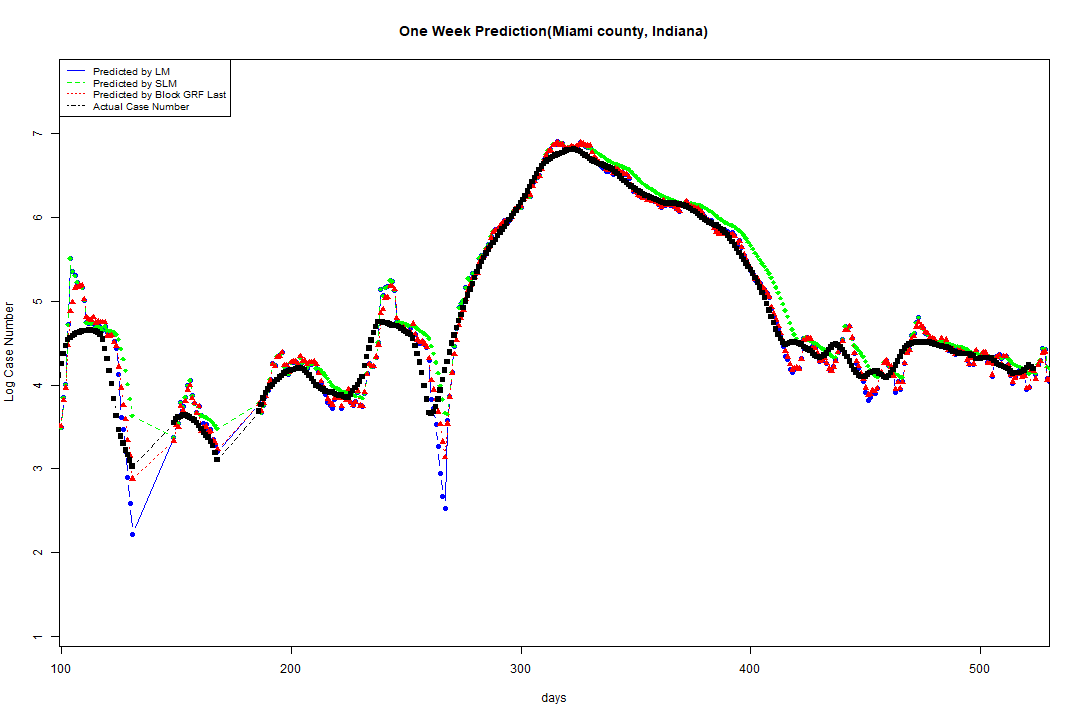 One Week Prediction(Miami county, Indiana)
Predicted by LM
Predicted by SLM
Predicted by Block GRF Last
Actual Case Number
Log Case Number
7
6
5
4
3
2
1
100 200 300 400 500
days